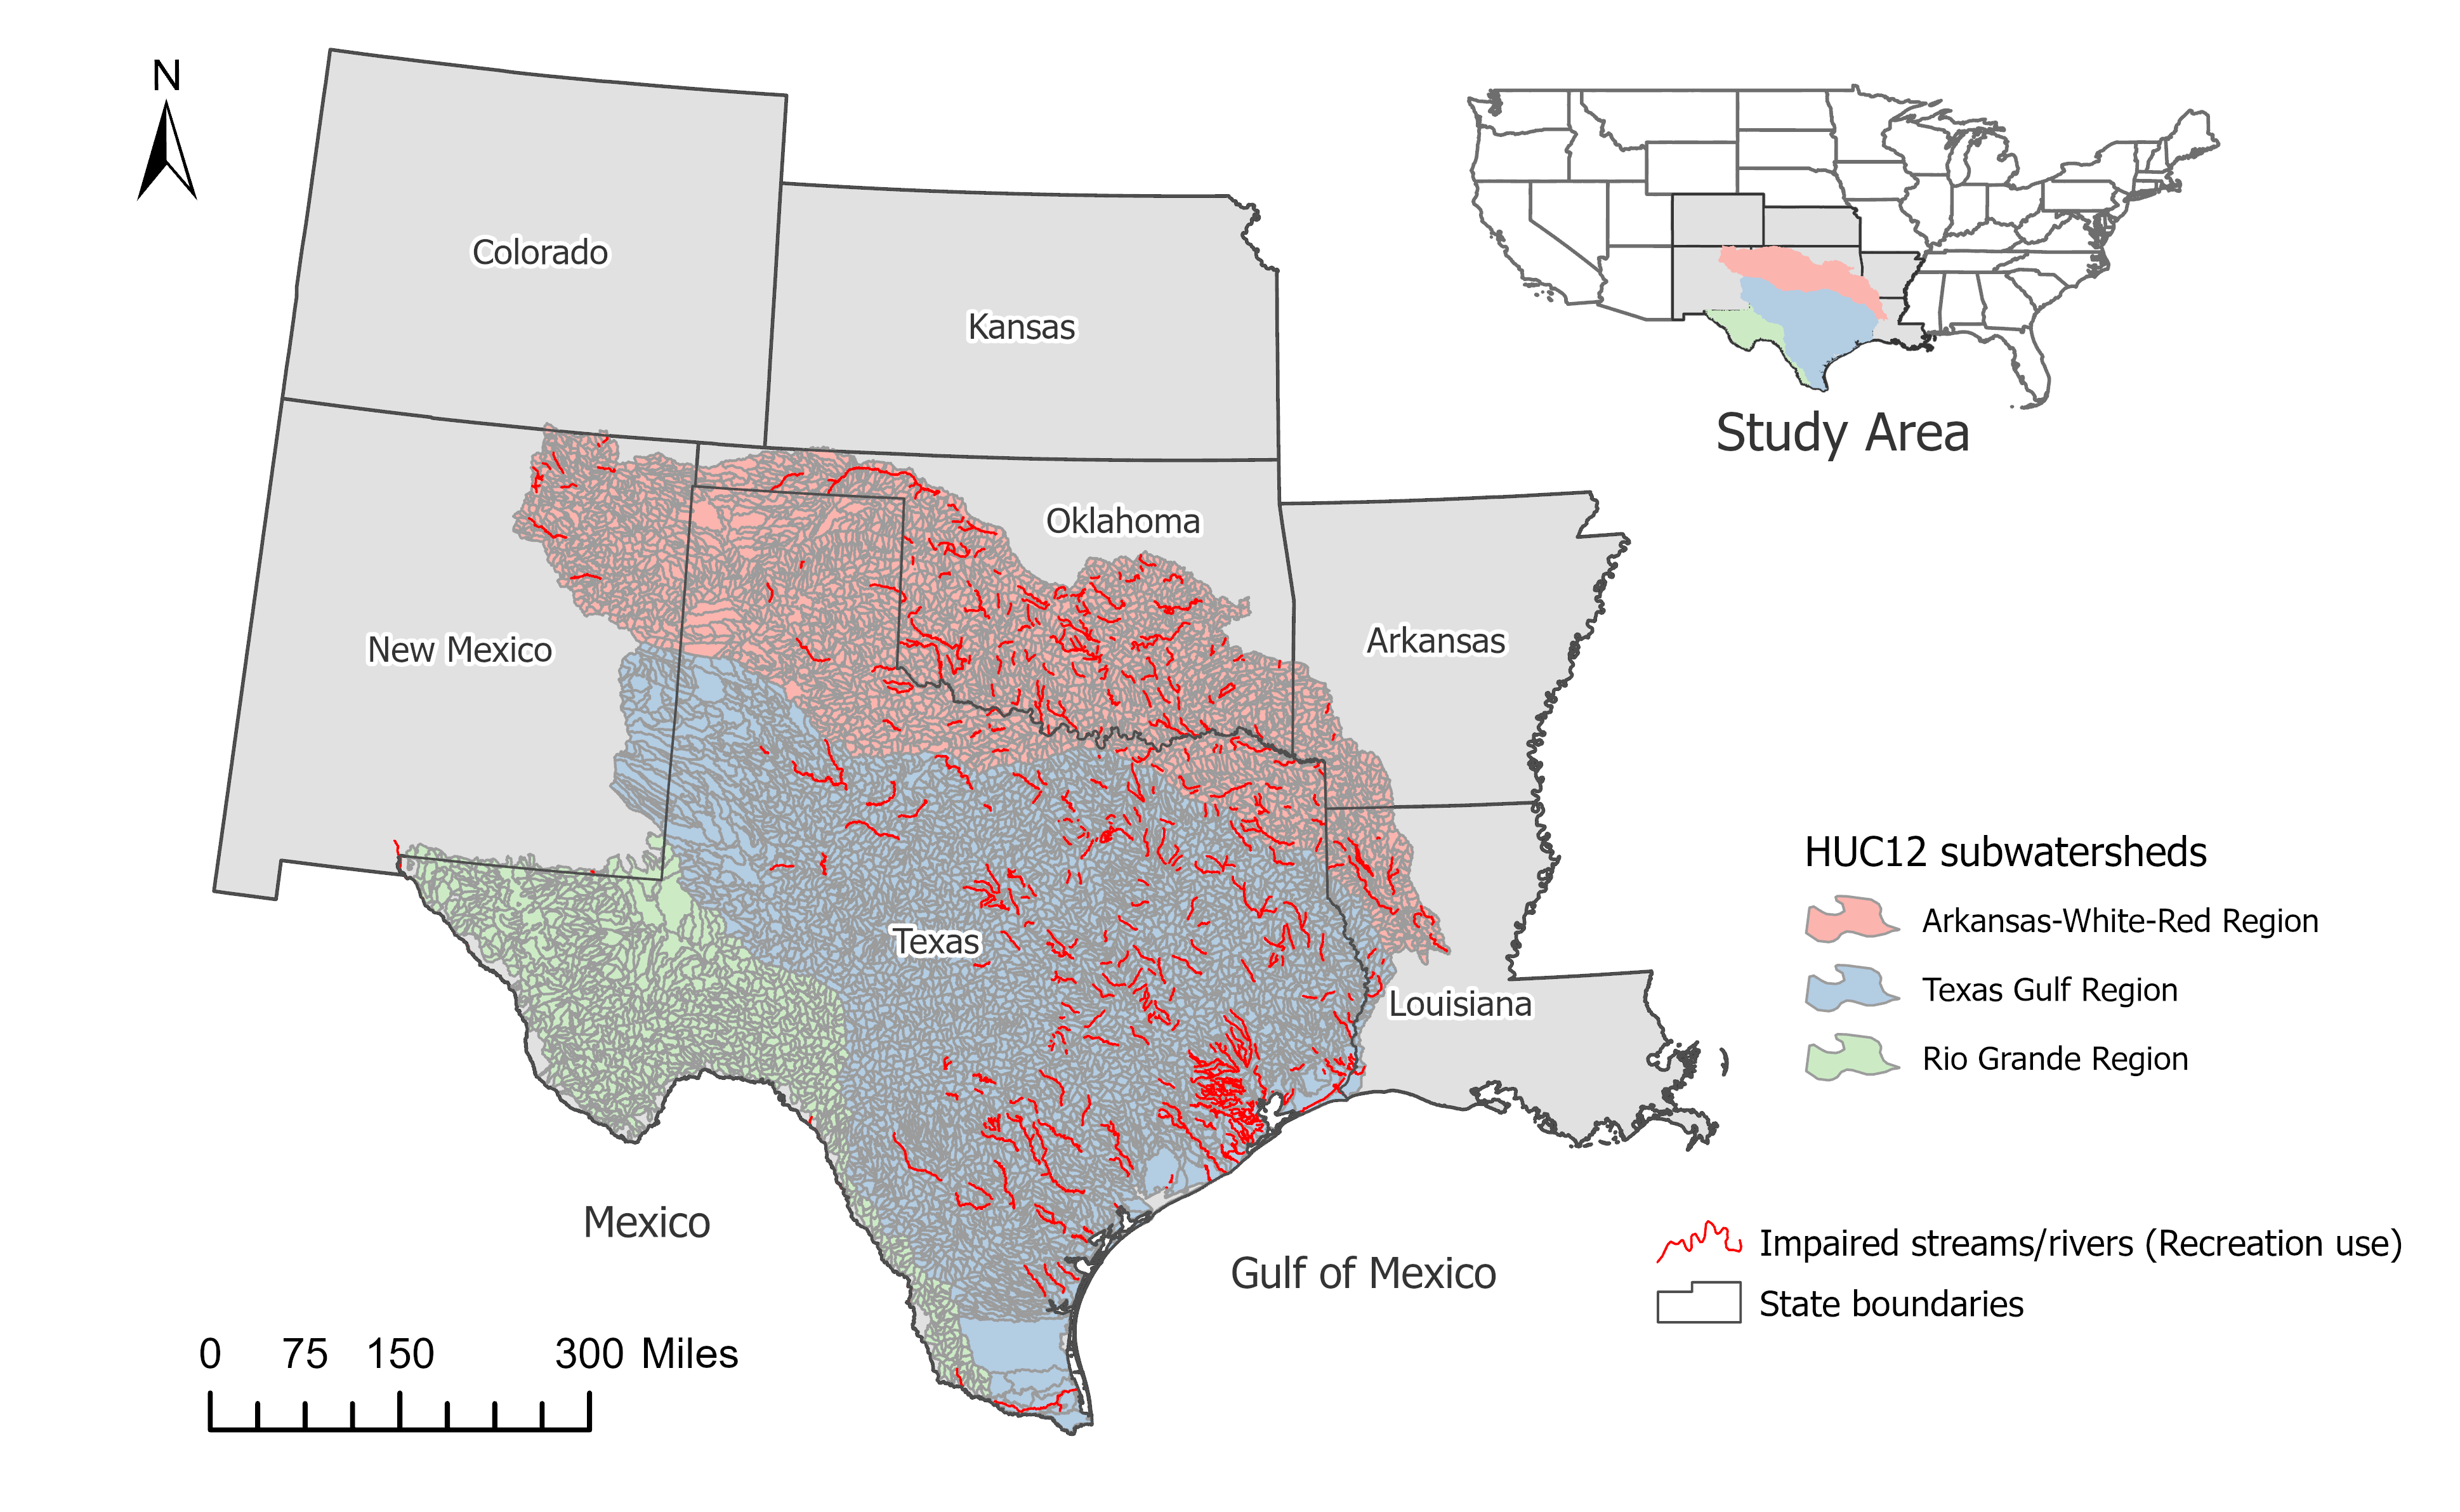 N
Colorado
Kansas
Study Area
Oklahoma
New Mexico
Arkansas
HUC12 subwatersheds
Arkansas-White-Red Region
Texas
Texas Gulf Region
Louisiana
Rio Grande Region
Mexico
Gulf of Mexico
Impaired streams/rivers (Recreation use)
State boundaries
0 75 150 300 Miles